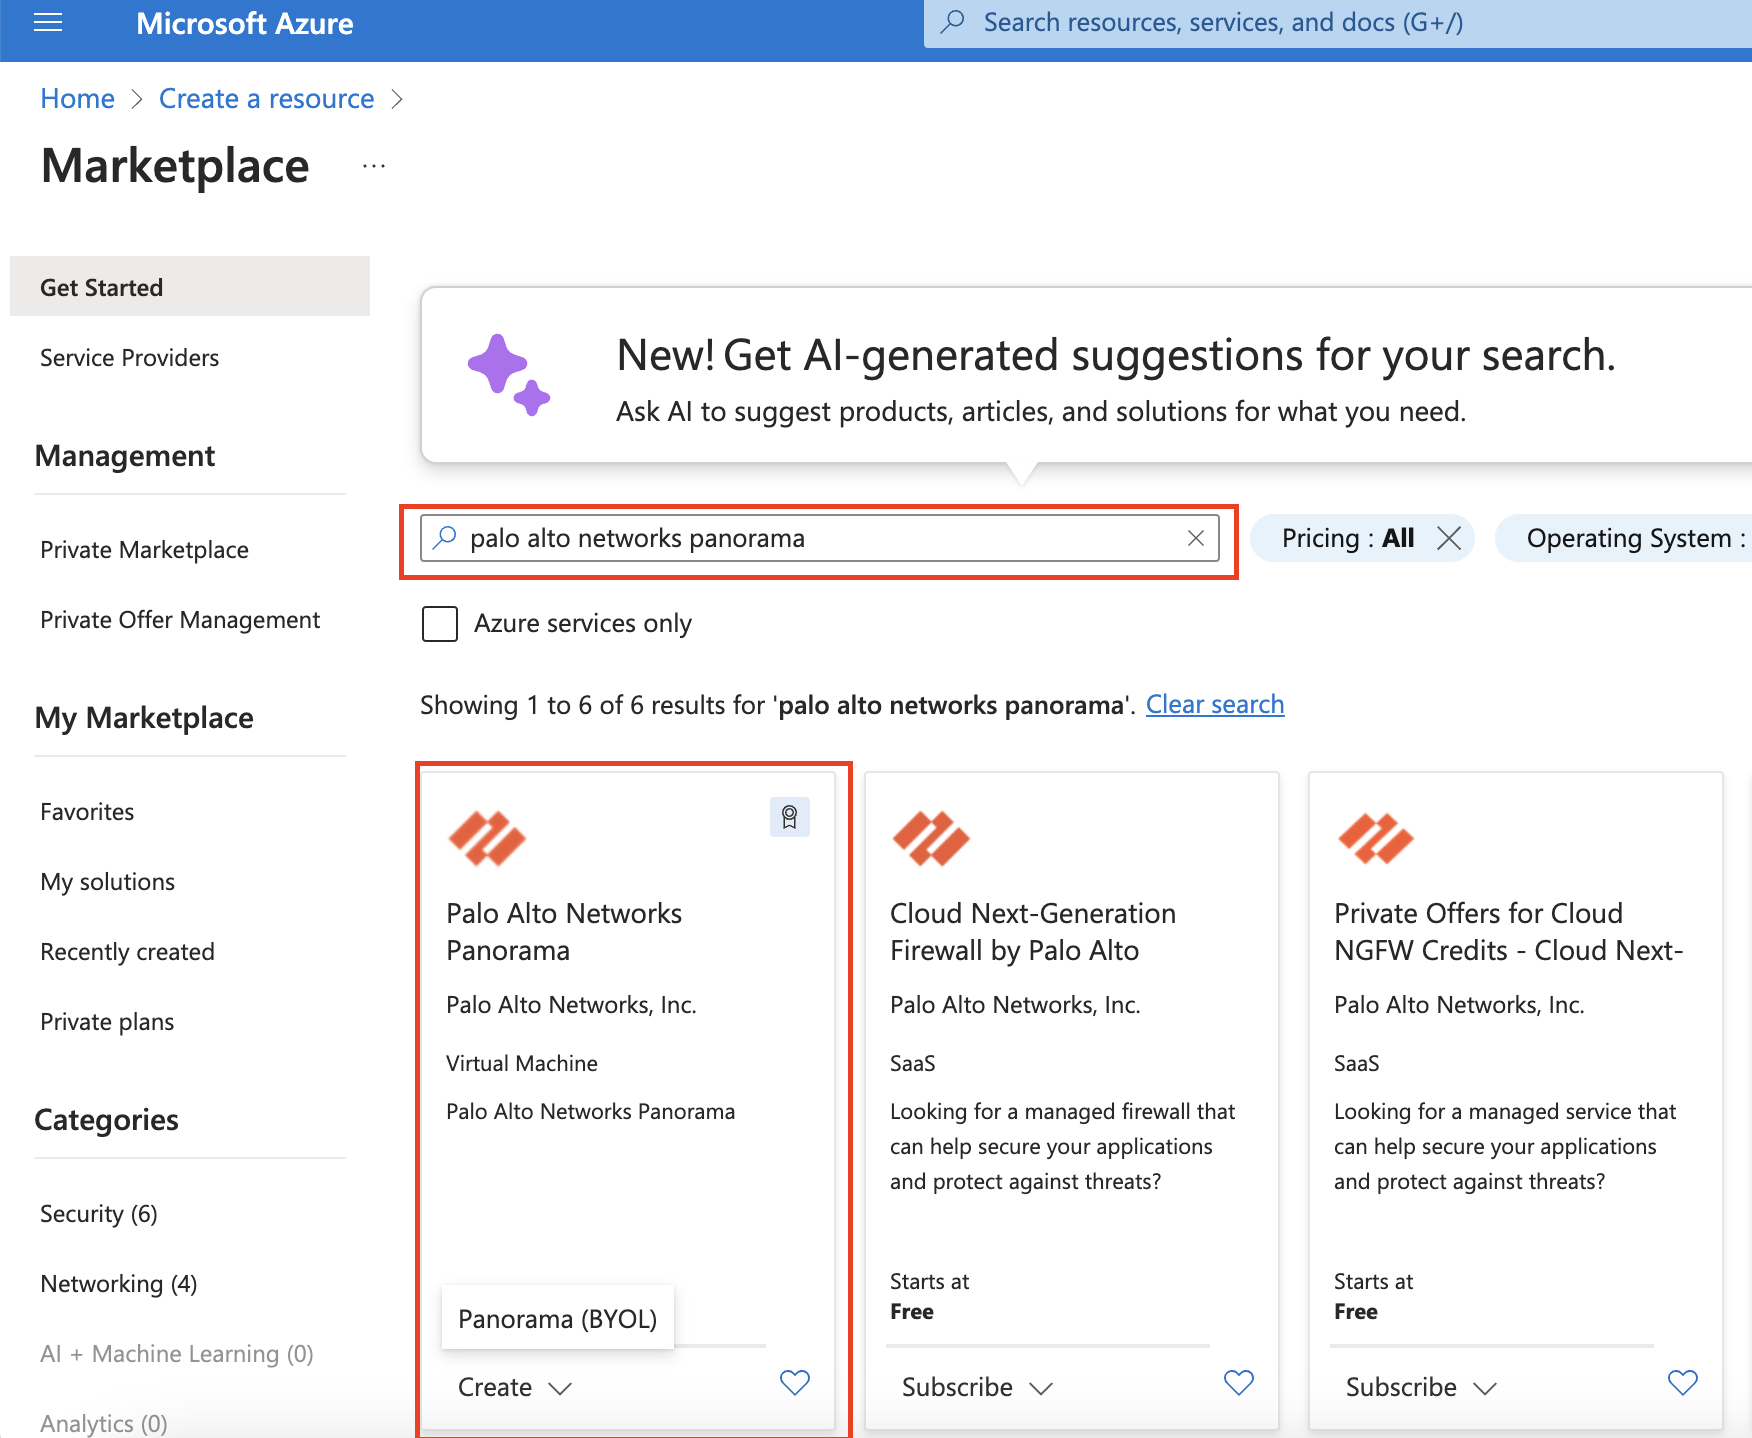 Microsoft Azure
Search resources, services, and docs (G+/)
Home > Create a resource >
Marketplace ...
Get Started
Service Providers
Management
Private Marketplace
Private Offer Management
My Marketplace
Favorites
My solutions
Recently created
Private plans
Categories
Security (6)
Networking (4)
AI + Machine Learning (0)
Analytics (0)
New! Get AI-generated suggestions for your search.
Ask AI to suggest products, articles, and solutions for what you need.
palo alto networks panorama
Pricing : All
Operating System :
Azure services only
Showing 1 to 6 of 6 results for 'palo alto networks panorama'. Clear search
Palo Alto Networks
Panorama
Palo Alto Networks, Inc.
Virtual Machine
Palo Alto Networks Panorama
Panorama (BYOL)
Create
Cloud Next-Generation
Firewall by Palo Alto
Palo Alto Networks, Inc.
SaaS
Looking for a managed firewall that
can help secure your applications
and protect against threats?
Starts at
Free
Subscribe
Private Offers for Cloud
NGFW Credits - Cloud Next-
Palo Alto Networks, Inc.
SaaS
Looking for a managed service that
can help secure your applications
and protect against threats?
Starts at
Free
Subscribe